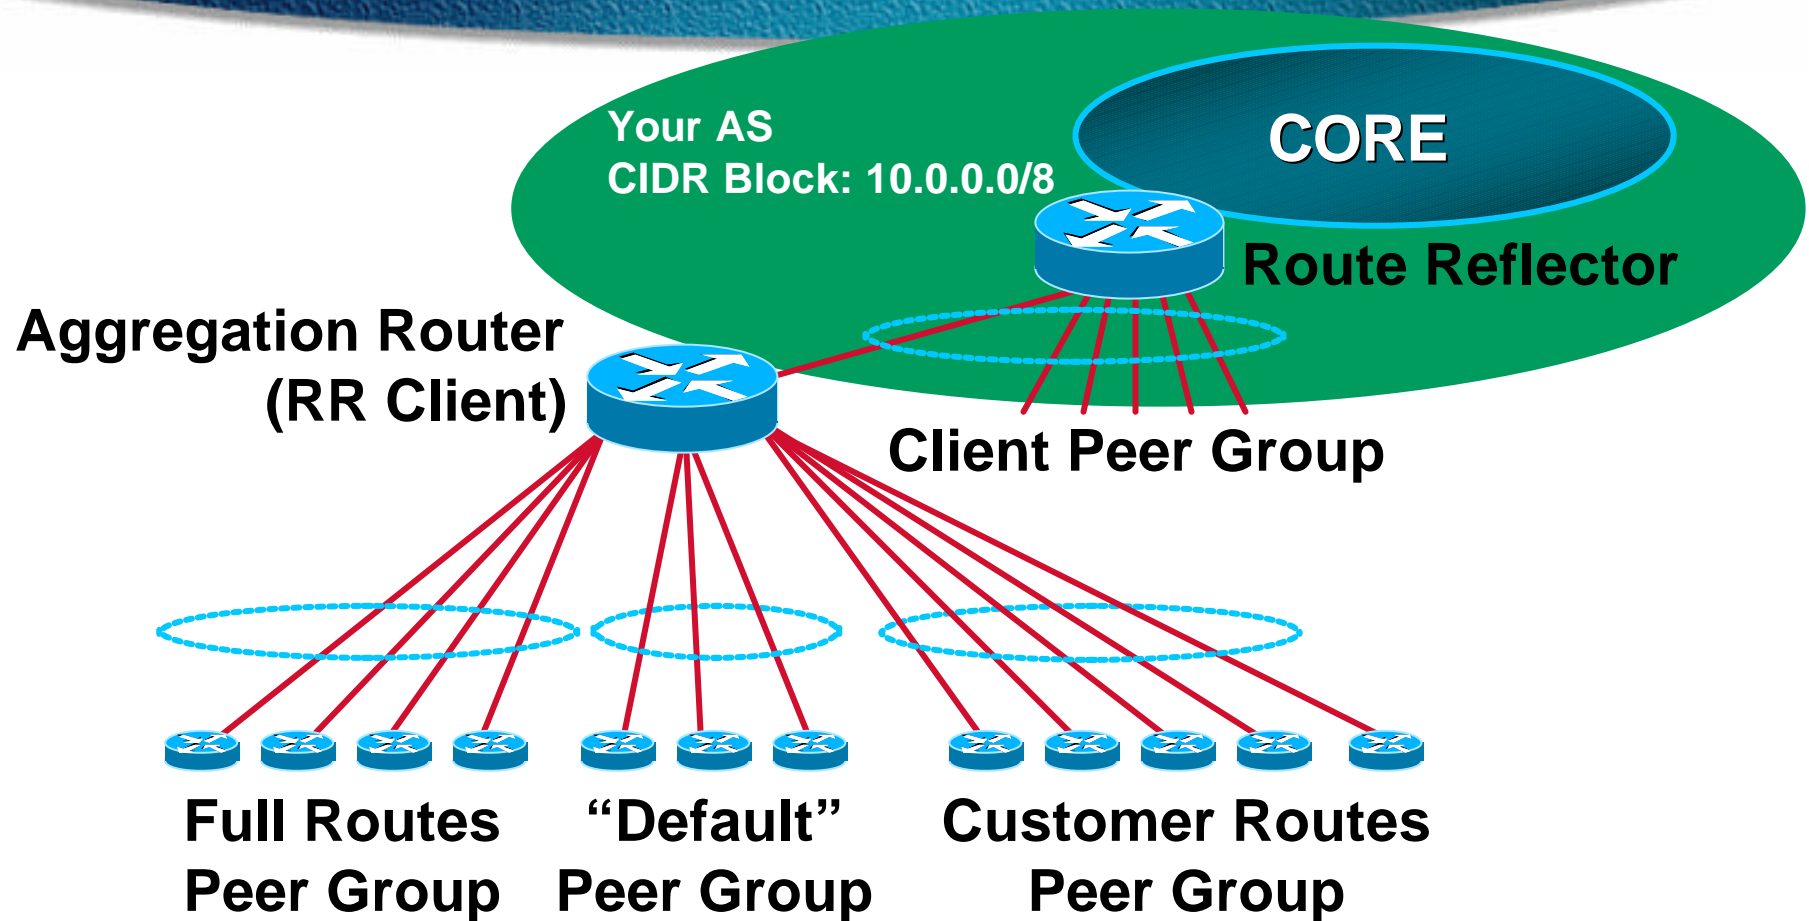 Your AS
CIDR Block: 10.0.0.0/8
CORE
Route Reflector
Aggregation Router
(RR Client)
Client Peer Group
Full Routes
Peer Group
“Default”
Peer Group
Customer Routes
Peer Group